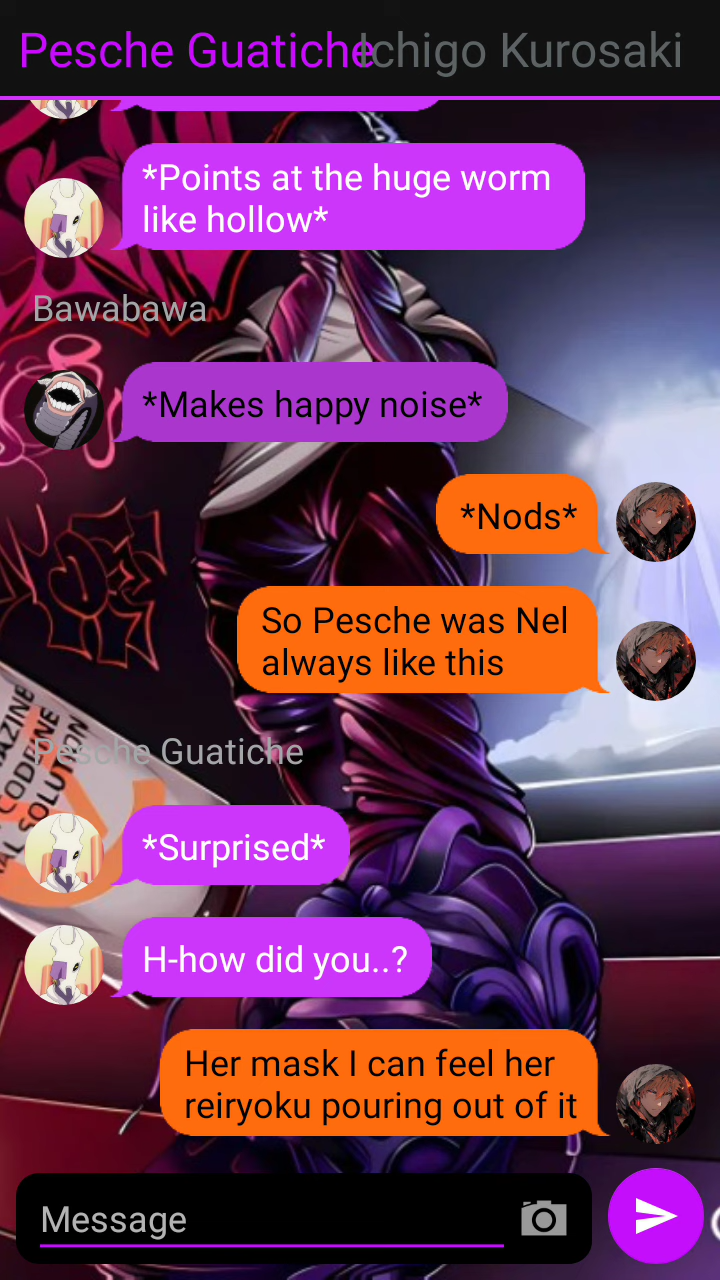 Pesche Guatiche
Ichigo Kurosaki
*Points at the huge worm
like hollow*
Bawabawa
*Makes happy noise*
*Nods*
So Pesche was Nel
always like this
Pesche Guatiche
*Surprised*
H-how did you..?
Her mask I can feel her
reiryoku pouring out of it
Message